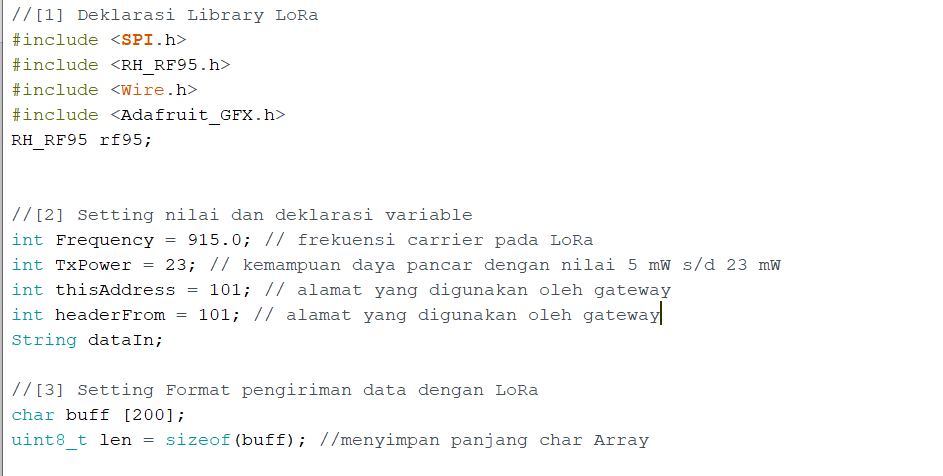 //[1] Deklarasi Library LoRa
#include <SPI.h>
#include <RH_RF95.h>
#include <Wire.h>
#include <Adafruit_GFX.h>
RH_RF95 rf95;
//[2] Setting nilai dan deklarasi variable
int Frequency = 915.0; // frekuensi carrier pada LoRa
int TxPower = 23; // kemampuan daya pancar dengan nilai 5 mW s/d 23 mW
int thisAddress = 101; // alamat yang digunakan oleh gateway
int headerFrom = 101; // alamat yang digunakan oleh gateway
String dataIn;
//[3] Setting Format pengiriman data dengan LoRa
char buff [200];
uint8_t len = sizeof(buff); //menyimpan panjang char Array